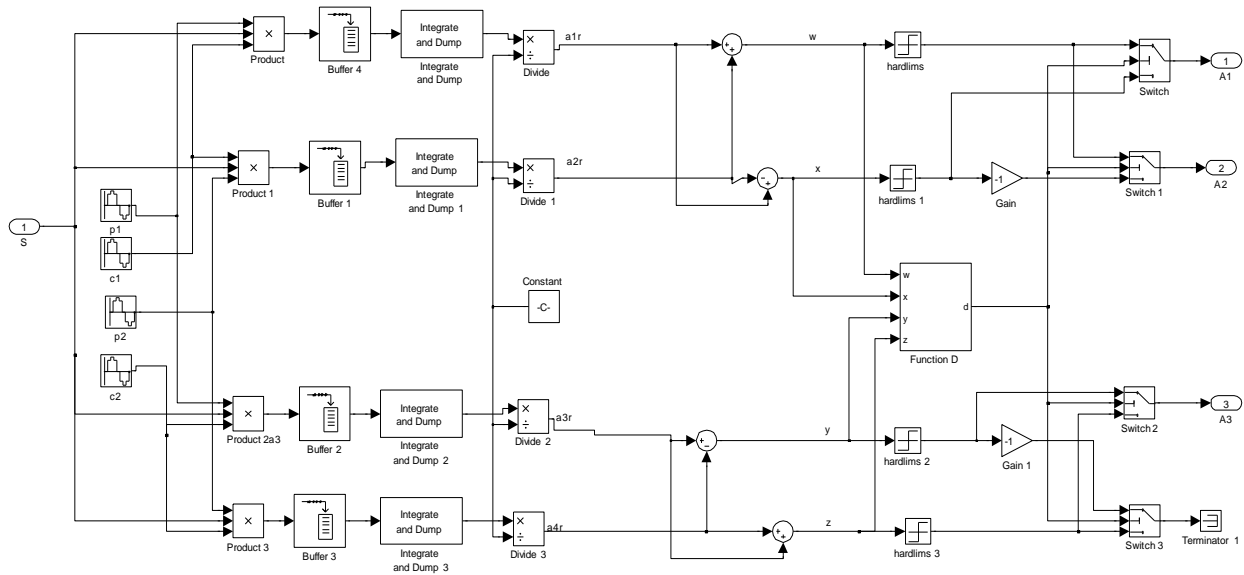 Product
Buffer 4
Integrate
and Dump
Integrate
and Dump
×
÷
Divide
a1r
+
+
w
hardlims
Switch
1
A1
×
Product 1
Buffer 1
Integrate
and Dump
Integrate
and Dump 1
×
÷
Divide 1
a2r
-
+
x
hardlims 1
-1
Gain
Switch 1
2
A2
1
S
p1
c1
p2
c2
Constant
-C-
w
x
y
z
d
Function D
×
Product 2a3
Buffer 2
Integrate
and Dump
Integrate
and Dump 2
×
÷
Divide 2
a3r
+
-
y
hardlims 2
-1
Gain 1
Switch 2
3
A3
×
Product 3
Buffer 3
Integrate
and Dump
Integrate
and Dump 3
×
÷
Divide 3
a4r
+
+
z
hardlims 3
Switch 3
Terminator 1